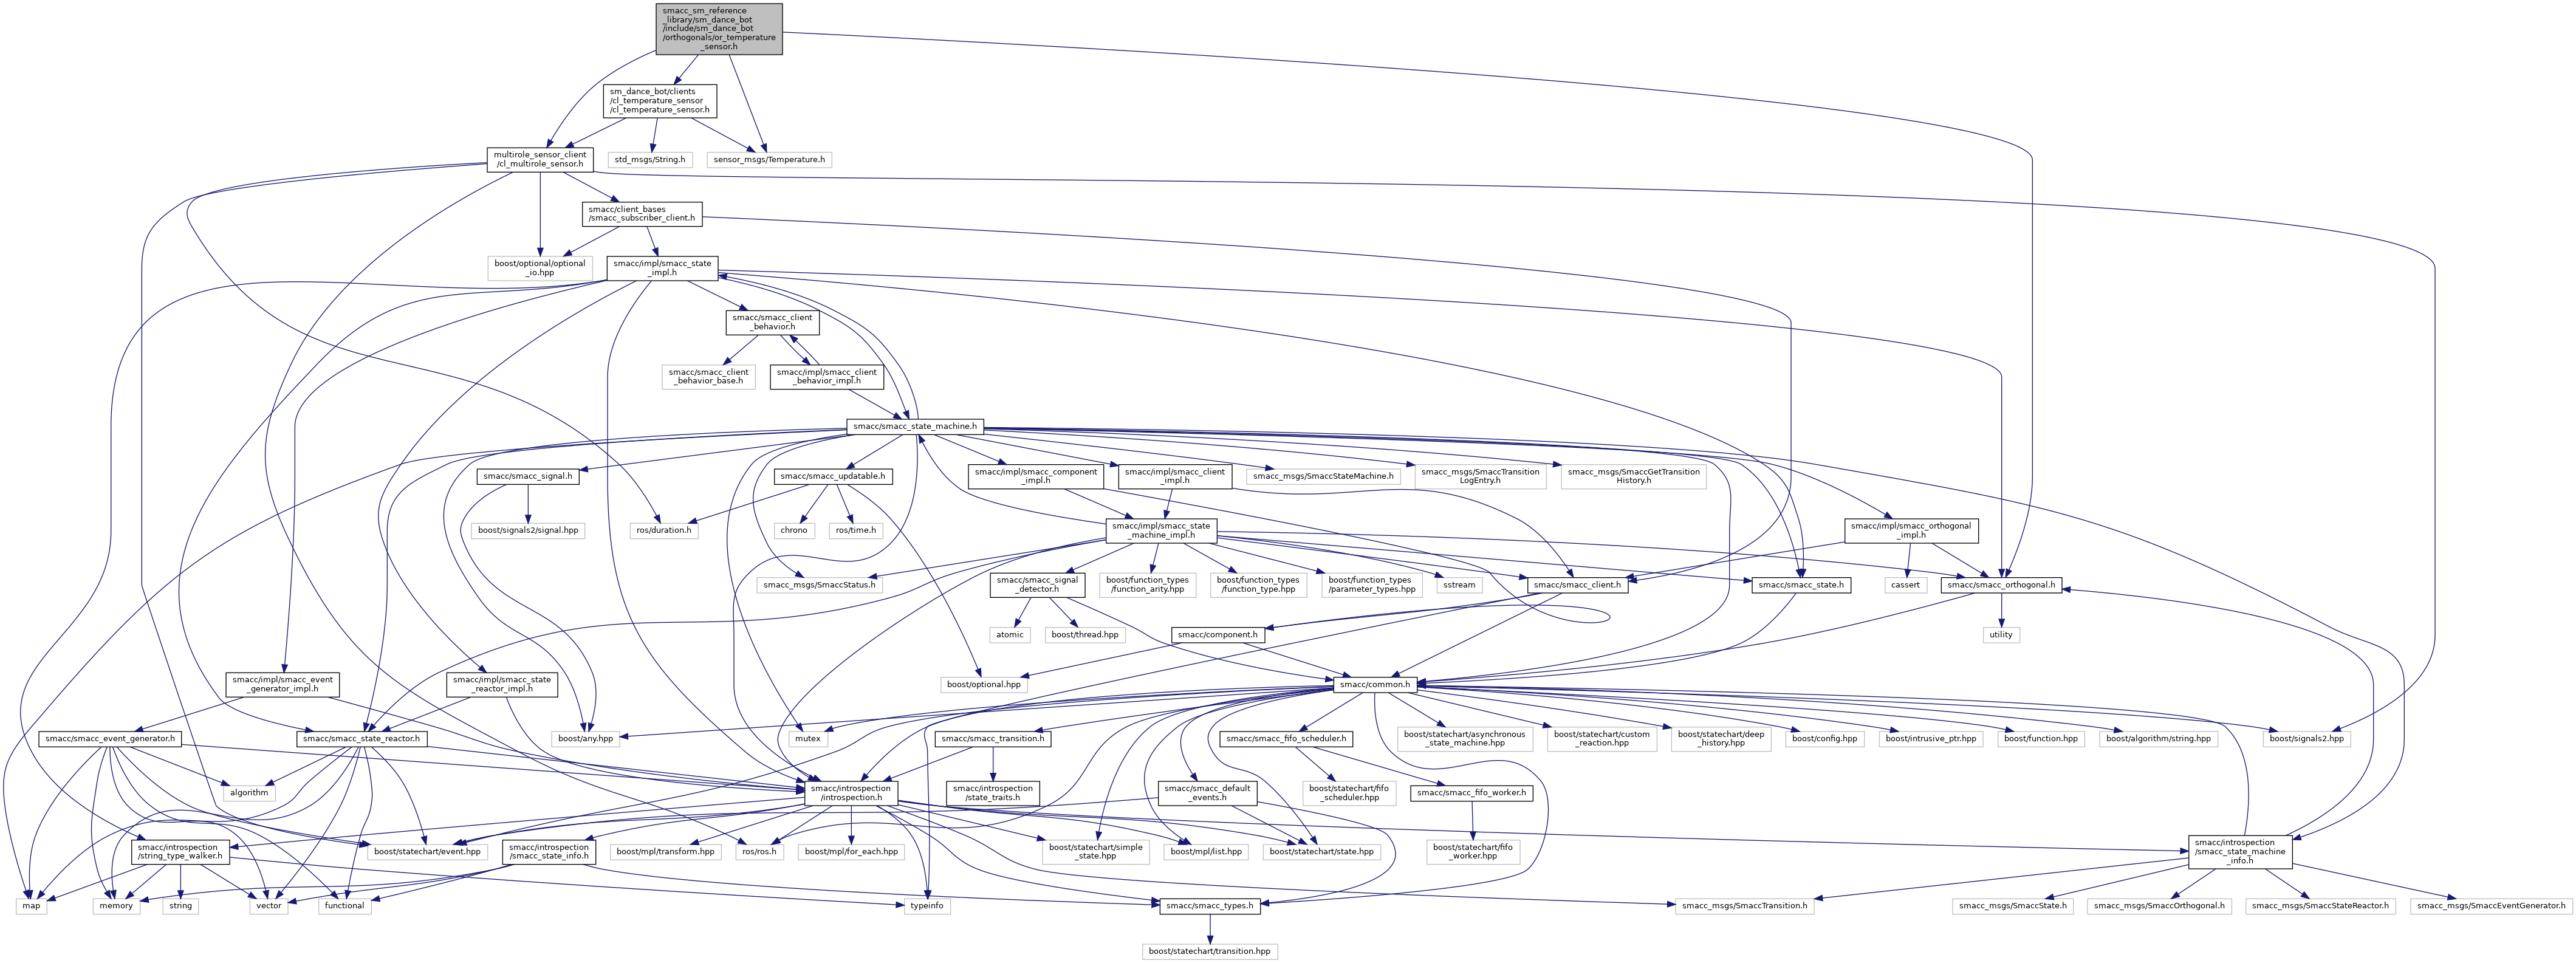 smacc_sm_reference
_library/sm_dance_bot
/include/sm_dance_bot
/orthogonals/or_temperature
_sensor.h
sm_dance_bot/clients
/cl_temperature_sensor
/cl_temperature_sensor.h
multirole_sensor_client
/cl_multirole_sensor.h
std_msgs/String.h
sensor_msgs/Temperature.h
smacc/client_bases
/smacc_subscriber_client.h
boost/optional/optional
_io.hpp
smacc/impl/smacc_state
_impl.h
smacc/smacc_client
_behavior.h
smacc/smacc_client
_behavior_base.h
smacc/impl/smacc_client
_behavior_impl.h
smacc/smacc_state_machine.h
smacc/smacc_signal.h
smacc/smacc_updatable.h
smacc/impl/smacc_component
_impl.h
smacc/impl/smacc_client
_impl.h
smacc_msgs/SmaccStateMachine.h
smacc_msgs/SmaccTransition
LogEntry.h
smacc_msgs/SmaccGetTransition
History.h
boost/signals2/signal.hpp
ros/duration.h
chrono
ros/time.h
smacc/impl/smacc_state
_machine_impl.h
smacc/impl/smacc_orthogonal
_impl.h
smacc_msgs/SmaccStatus.h
smacc/smacc_signal
_detector.h
boost/function_types
/function_arity.hpp
boost/function_types
/function_type.hpp
boost/function_types
/parameter_types.hpp
sstream
smacc/smacc_client.h
smacc/smacc_state.h
cassert
smacc/smacc_orthogonal.h
atomic
boost/thread.hpp
smacc/component.h
utility
smacc/impl/smacc_event
_generator_impl.h
smacc/impl/smacc_state
_reactor_impl.h
boost/optional.hpp
smacc/common.h
smacc/smacc_event_generator.h
smacc/smacc_state_reactor.h
boost/any.hpp
mutex
smacc/smacc_transition.h
smacc/smacc_fifo_scheduler.h
boost/statechart/asynchronous
_state_machine.hpp
boost/statechart/custom
_reaction.hpp
boost/statechart/deep
_history.hpp
boost/config.hpp
boost/intrusive_ptr.hpp
boost/function.hpp
boost/algorithm/string.hpp
boost/signals2.hpp
algorithm
smacc/introspection
/introspection.h
smacc/introspection
/state_traits.h
smacc/smacc_default
_events.h
boost/statechart/fifo
_scheduler.hpp
smacc/smacc_fifo_worker.h
smacc/introspection
/string_type_walker.h
boost/statechart/event.hpp
smacc/introspection
/smacc_state_info.h
boost/mpl/transform.hpp
ros/ros.h
boost/mpl/for_each.hpp
boost/statechart/simple
_state.hpp
boost/mpl/list.hpp
boost/statechart/state.hpp
boost/statechart/fifo
_worker.hpp
smacc/introspection
/smacc_state_machine
_info.h
map
memory
string
vector
functional
typeinfo
smacc/smacc_types.h
smacc_msgs/SmaccTransition.h
smacc_msgs/SmaccState.h
smacc_msgs/SmaccOrthogonal.h
smacc_msgs/SmaccStateReactor.h
smacc_msgs/SmaccEventGenerator.h
boost/statechart/transition.hpp